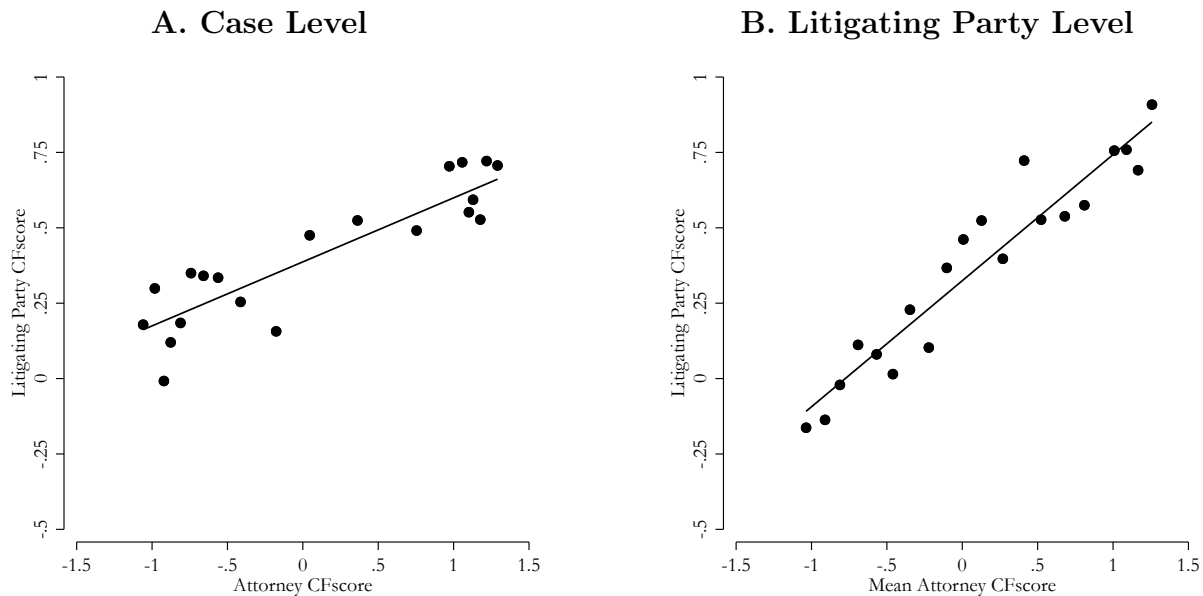 A. Case Level
1
.75
.5
.25
0
-.25
-.5
Litigating Party CFscore
-1.5 -1 -.5 0 .5 1 1.5
Attorney CFscore
B. Litigating Party Level
1
.75
.5
.25
0
-.25
-.5
Litigating Party CFscore
-1.5 -1 -.5 0 .5 1 1.5
Mean Attorney CFscore